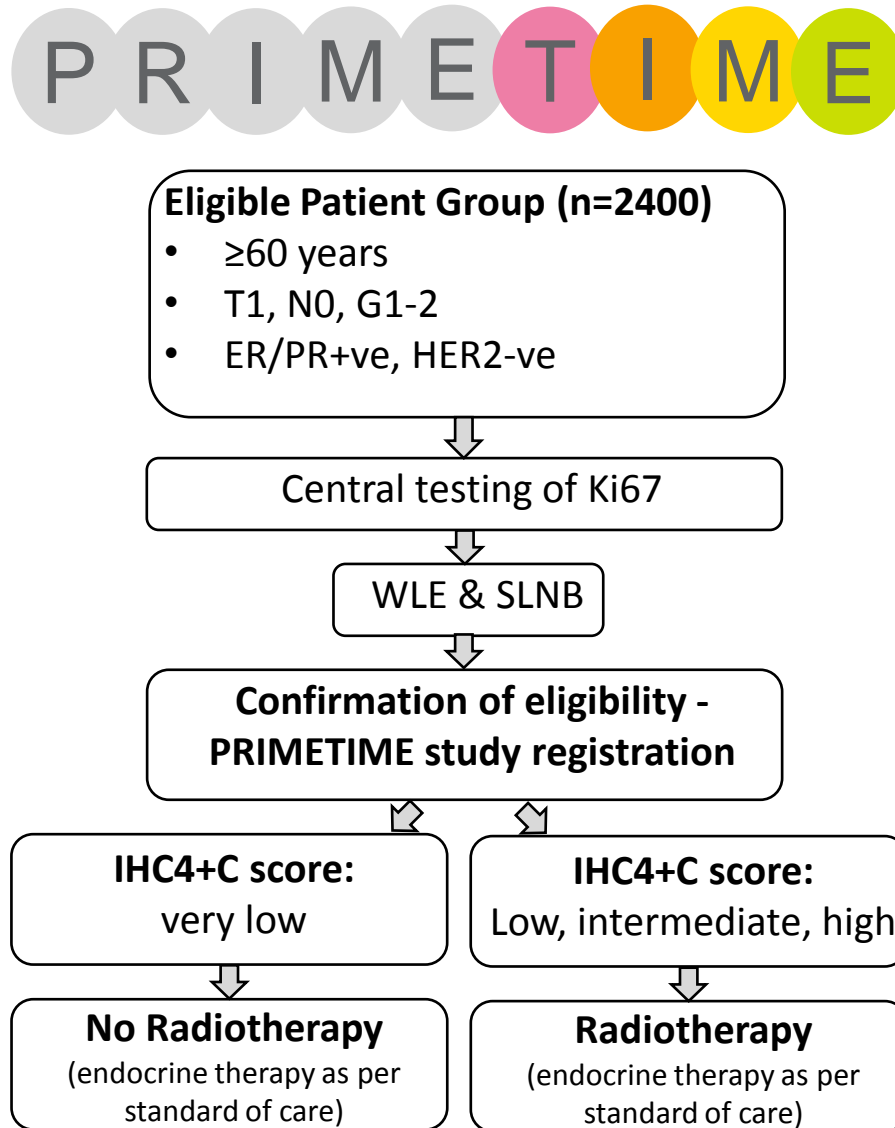 PRIMETIME
Eligible Patient Group (n=2400)
• ≥60 years
• T1, N0, G1-2
• ER/PR+ve, HER2-ve
Central testing of Ki67
WLE & SLNB
Confirmation of eligibility -
PRIMETIME study registration
IHC4+C score:
very low
IHC4+C score:
Low, intermediate, high
No Radiotherapy
(endocrine therapy as per
standard of care)
Radiotherapy
(endocrine therapy as per
standard of care)